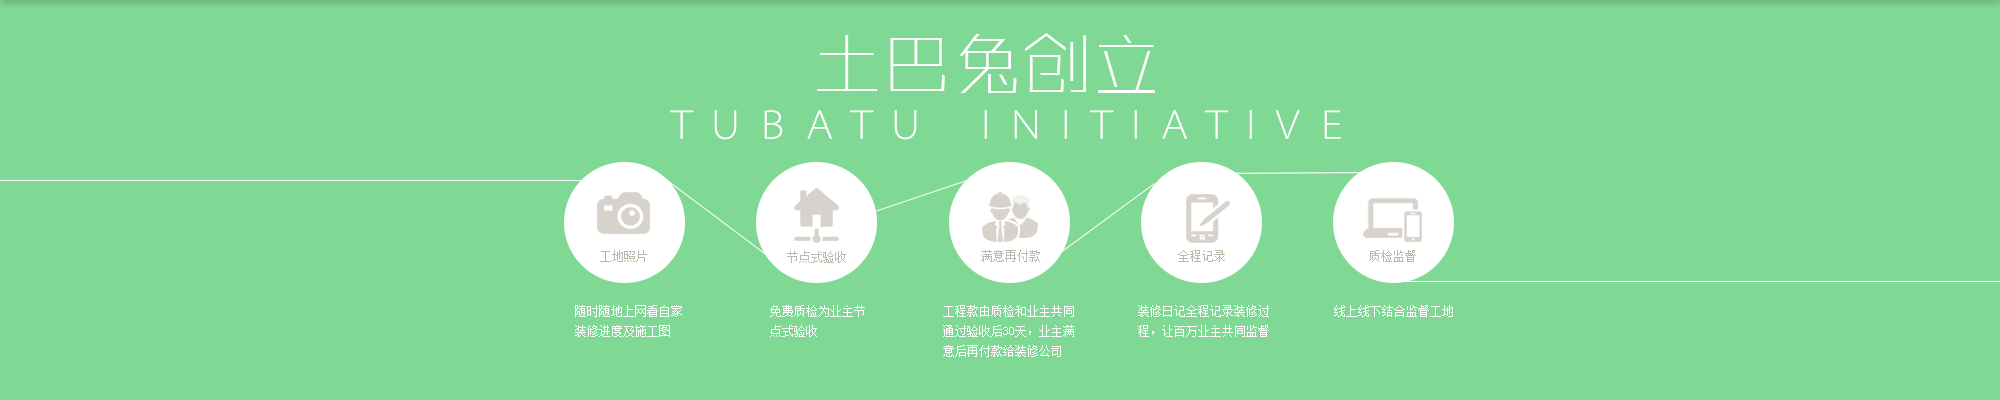 土巴兔创立
TUBATU INITIATIVE
工地照片
节点式验收
满意再付款
全程记录
质检监督
随时随地上网看自家
装修进度及施工图
免费质检为业主节
点式验收
工程款由质检和业主共同
通过验收后30天，业主满
意后再付款给装修公司
装修日记全程记录装修过
程，让百万业主共同监督
线上线下结合监督工地